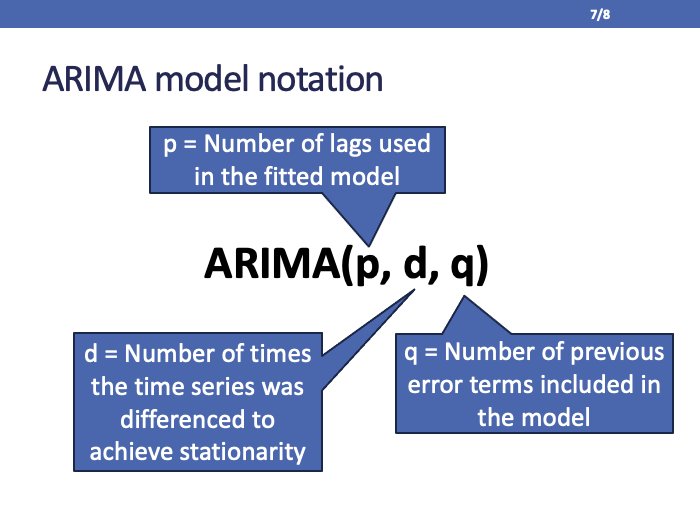 7/8
ARIMA model notation
p = Number of lags used
in the fitted model
ARIMA(p, d, q)
d = Number of times
the time series was
differenced to
achieve stationarity
q = Number of previous
error terms included in
the model